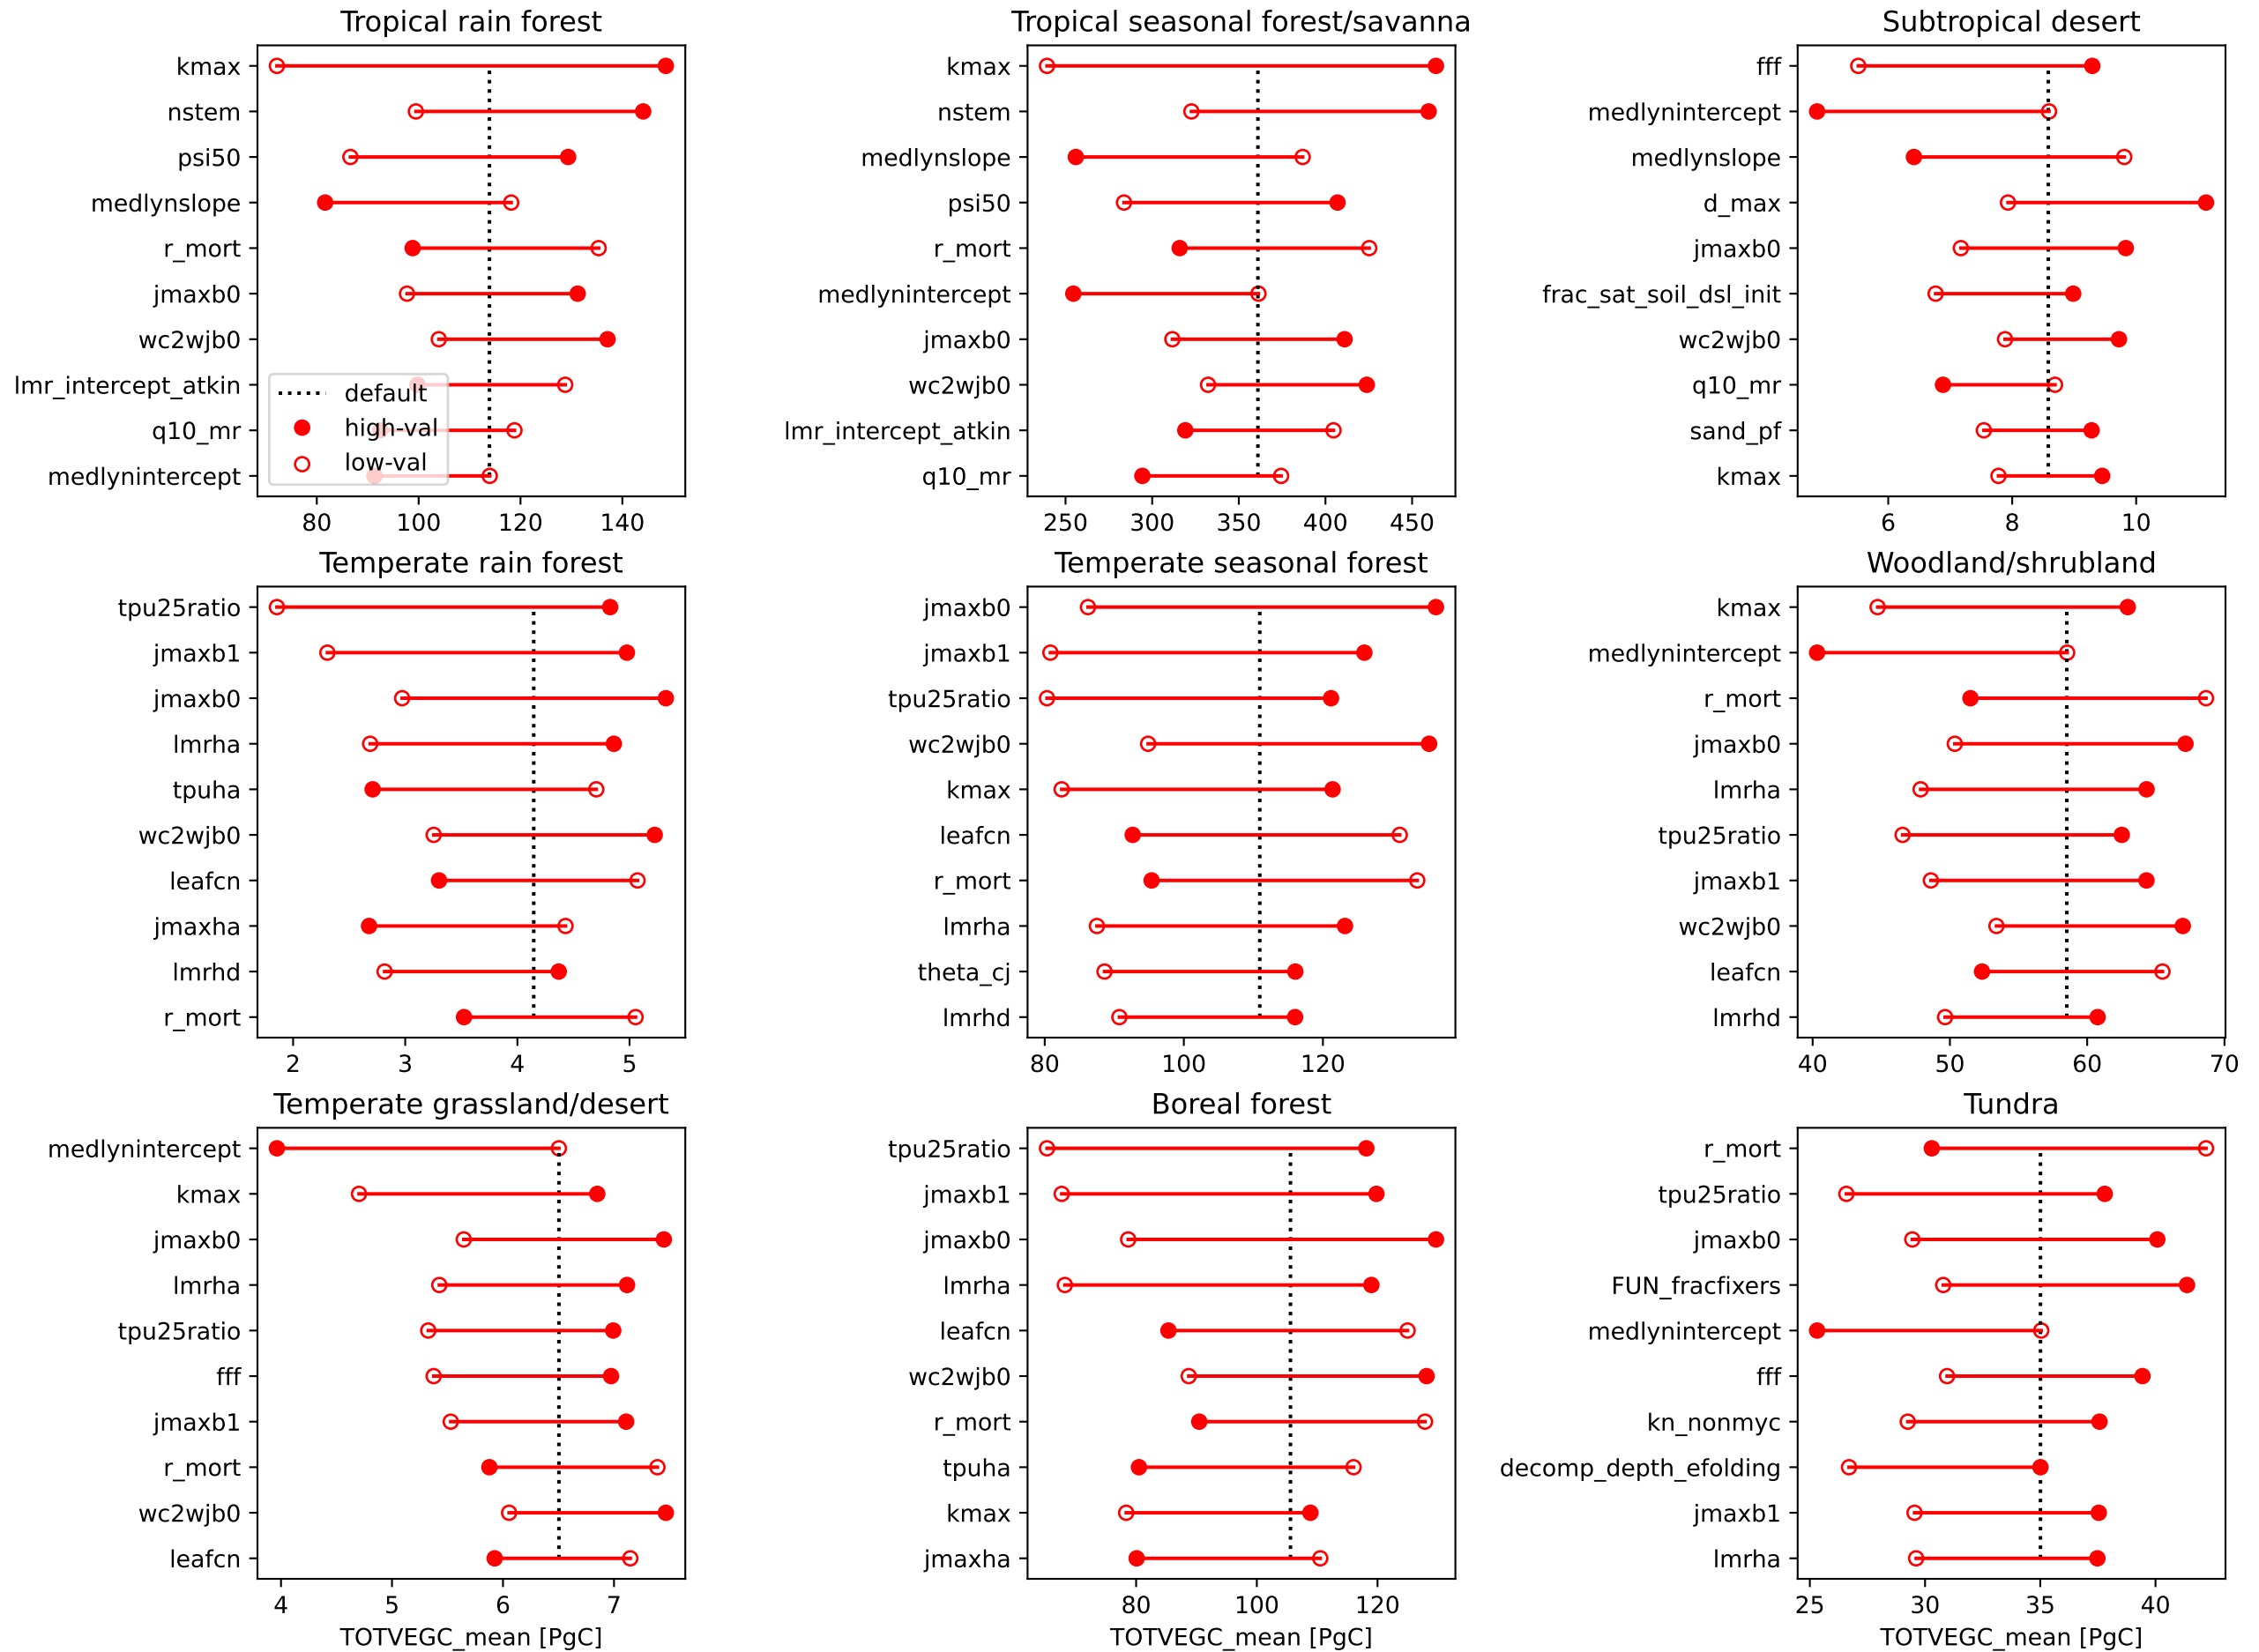 Tropical rain forest
kmax
nstem
psi50
medlynslope
r_mort
jmaxb0
wc2wjb0
lmr_intercept_atkin
q10_mr
medlynintercept
default
high-val
low-val
80 100 120 140
Tropical seasonal forest/savanna
kmax
nstem
medlynslope
psi50
r_mort
medlynintercept
jmaxb0
wc2wjb0
lmr_intercept_atkin
q10_mr
250 300 350 400 450
Subtropical desert
fff
medlynintercept
medlynslope
d_max
jmaxb0
frac_sat_soil_dsl_init
wc2wjb0
q10_mr
sand_pf
kmax
6 8 10
Temperate rain forest
tpu25ratio
jmaxb1
jmaxb0
lmrha
tpuha
wc2wjb0
leafcn
jmaxha
lmrhd
r_mort
2 3 4 5
Temperate seasonal forest
jmaxb0
jmaxb1
tpu25ratio
wc2wjb0
kmax
leafcn
r_mort
lmrha
theta_cj
lmrhd
80 100 120
Woodland/shrubland
kmax
medlynintercept
r_mort
jmaxb0
lmrha
tpu25ratio
jmaxb1
wc2wjb0
leafcn
lmrhd
40 50 60 70
Temperate grassland/desert
medlynintercept
kmax
jmaxb0
lmrha
tpu25ratio
fff
jmaxb1
r_mort
wc2wjb0
leafcn
4 5 6 7
TOTVEGC_mean [PgC]
Boreal forest
tpu25ratio
jmaxb1
jmaxb0
lmrha
leafcn
wc2wjb0
r_mort
tpuha
kmax
jmaxha
80 100 120
TOTVEGC_mean [PgC]
Tundra
r_mort
tpu25ratio
jmaxb0
FUN_fracfixers
medlynintercept
fff
kn_nonmyc
decomp_depth_efolding
jmaxb1
lmrha
25 30 35 40
TOTVEGC_mean [PgC]